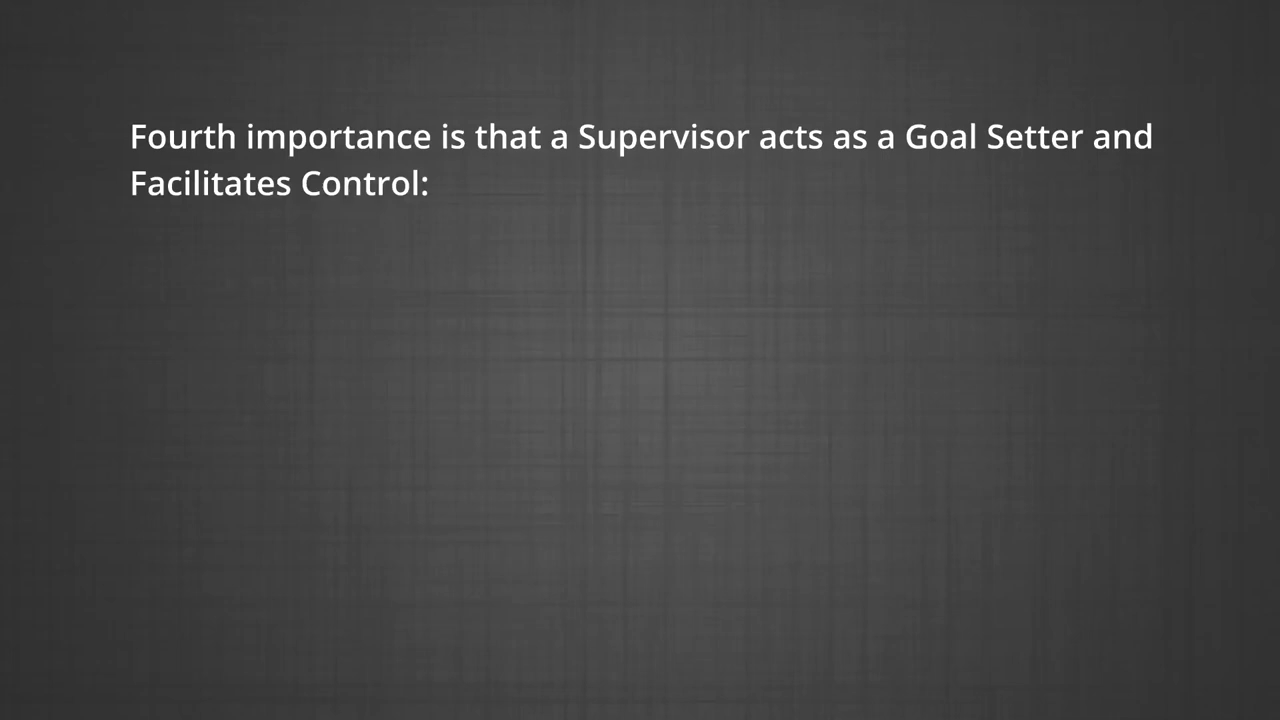 Fourth importance is that a Supervisor acts as a Goal Setter and
Facilitates Control: